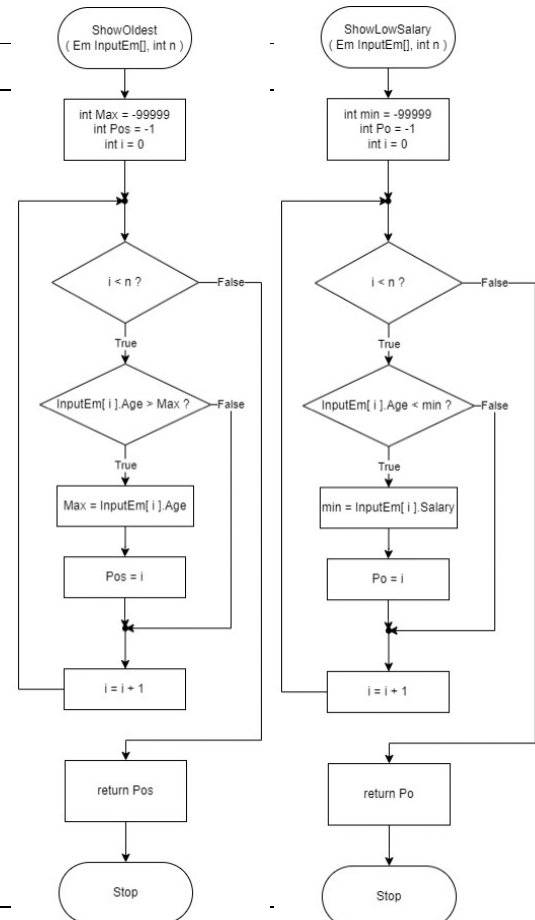 ShowOldest
( Em InputEm[], int n )
int Max = -99999
int Pos = -1
int i = 0
i < n ?
False
True
InputEm[ i ].Age > Max ?
False
True
Max = InputEm[ i ].Age
Pos = i
i = i + 1
return Pos
Stop
ShowLowSalary
( Em InputEm[], int n )
int min = -99999
int Po = -1
int i = 0
i < n ?
False
True
InputEm[ i ].Age < min ?
False
True
min = InputEm[ i ].Salary
Po = i
i = i + 1
return Po
Stop